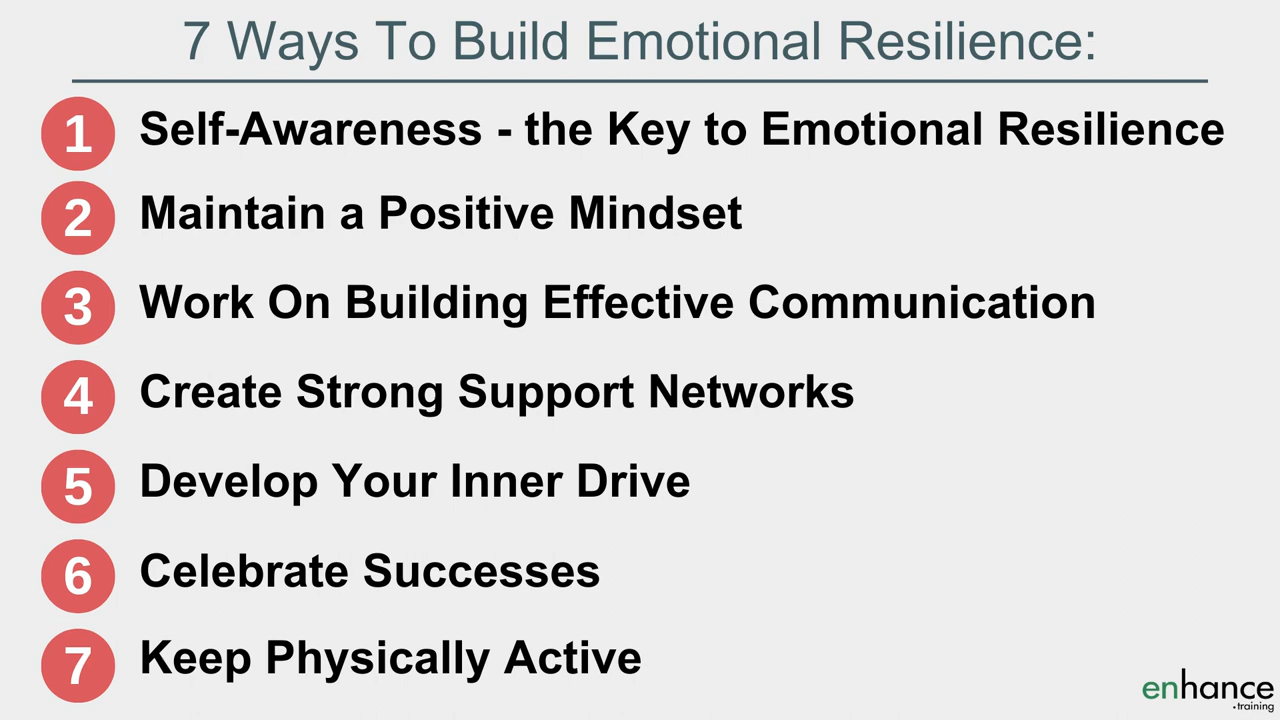 7 Ways To Build Emotional Resilience:
1 Self-Awareness - the Key to Emotional Resilience
2 Maintain a Positive Mindset
3 Work On Building Effective Communication
4 Create Strong Support Networks
5 Develop Your Inner Drive
6 Celebrate Successes
7 Keep Physically Active
enhance
.training